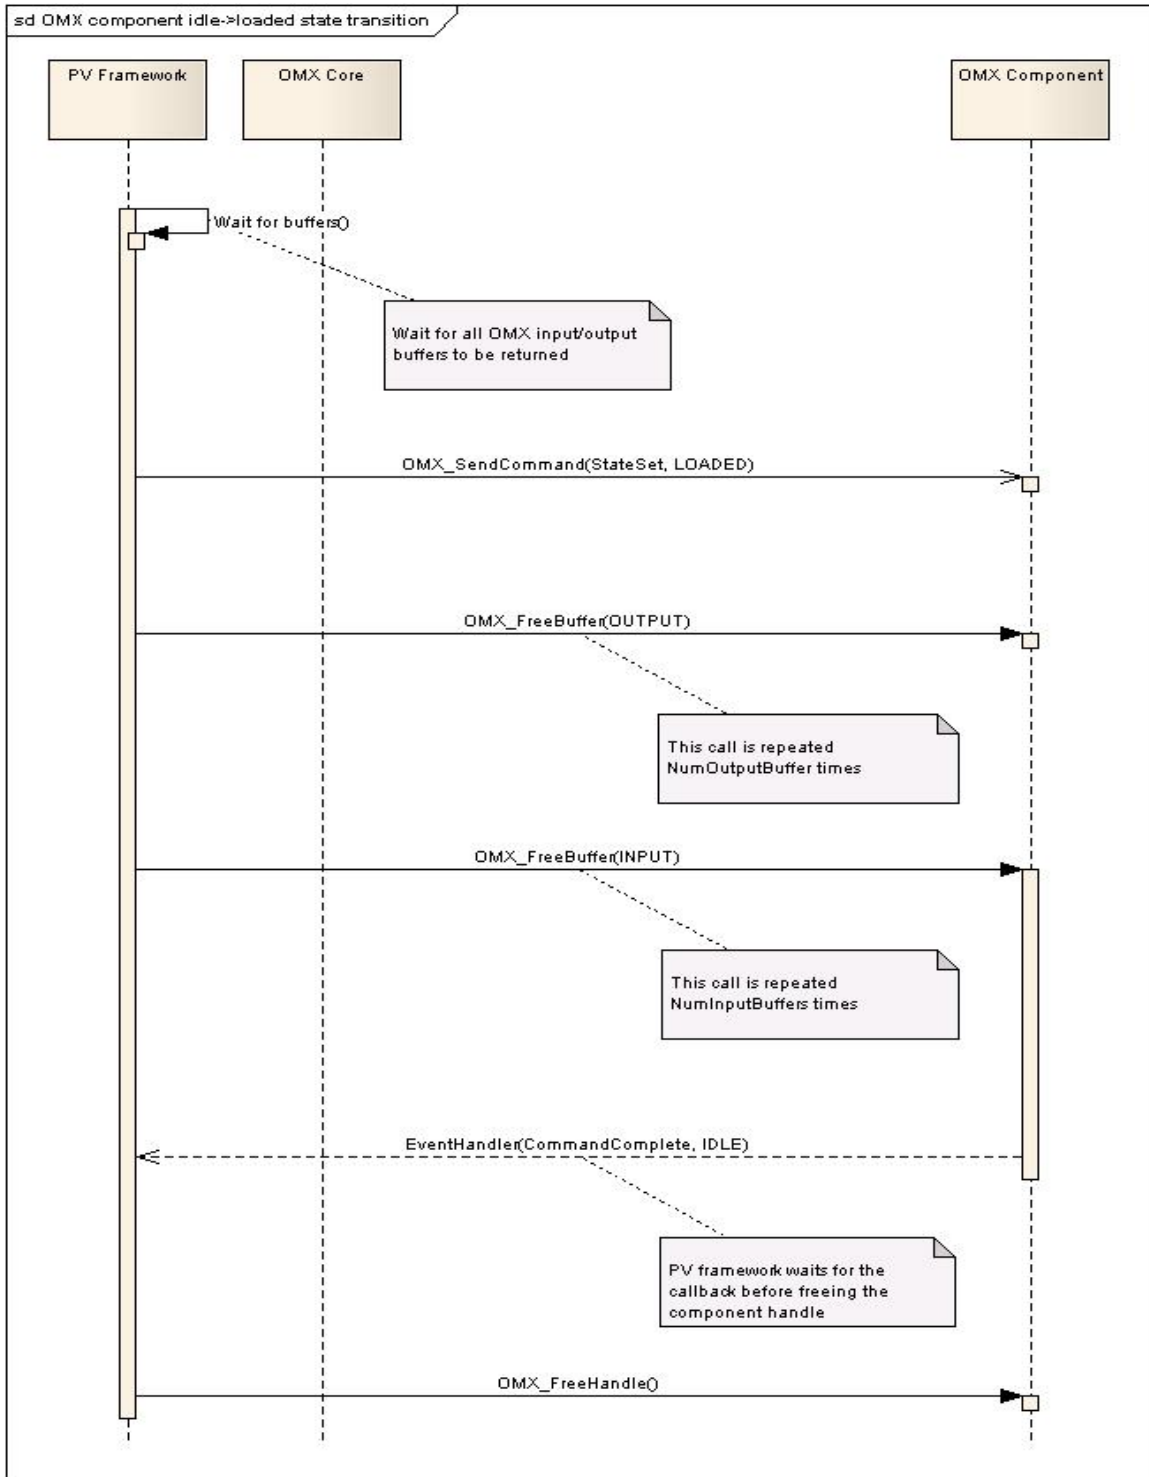 sd OMX component idle->loaded state transition
PV Framework
OMX Core
OMX Component
Wait for buffers()
Wait for all OMX input/output
buffers to be returned
OMX_SendCommand(StateSet, LOADED)
OMX_FreeBuffer(OUTPUT)
This call is repeated
NumOutputBuffer times
OMX_FreeBuffer(INPUT)
This call is repeated
NumInputBuffers times
EventHandler(CommandComplete, IDLE)
PV framework waits for the
callback before freeing the
component handle
OMX_FreeHandle()